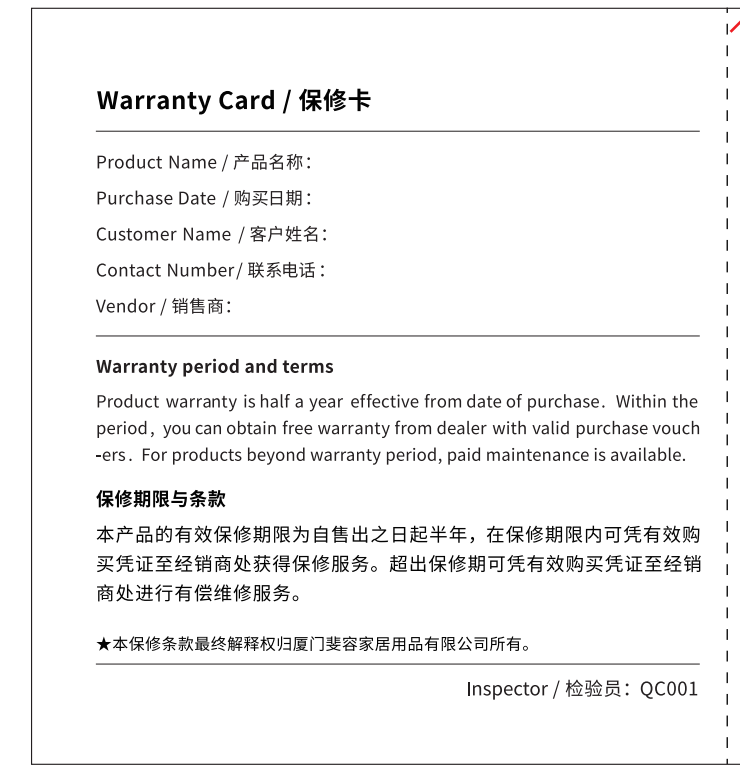 Warranty Card / 保修卡
Product Name / 产品名称：
Purchase Date / 购买日期：
Customer Name / 客户姓名：
Contact Number/ 联系电话：
Vendor / 销售商：
Warranty period and terms
Product warranty is half a year effective from date of purchase. Within the
period, you can obtain free warranty from dealer with valid purchase vouch
-ers. For products beyond warranty period, paid maintenance is available.
保修期限与条款
本产品的有效保修期限为自售出之日起半年，在保修期限内可凭有效购
买凭证至经销商处获得保修服务。超出保修期可凭有效购买凭证至经销
商处进行有偿维修服务。
★本保修条款最终解释权归厦门斐容家居用品有限公司所有。
Inspector / 检验员：QC001